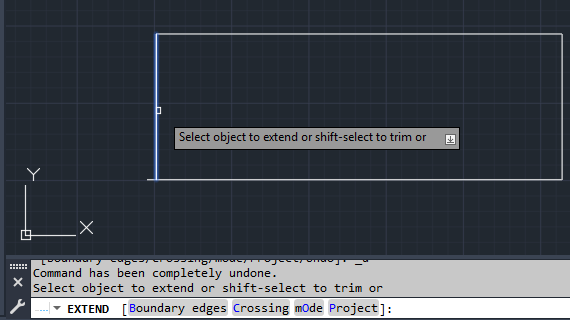 Select object to extend or shift-select to trim or
Y
X
[Boundary edges/Crossing/mOde/Project/Undo]: _u
Command has been completely undone.
Select object to extend or shift-select to trim or
EXTEND [Boundary edges Crossing mOde Project]: